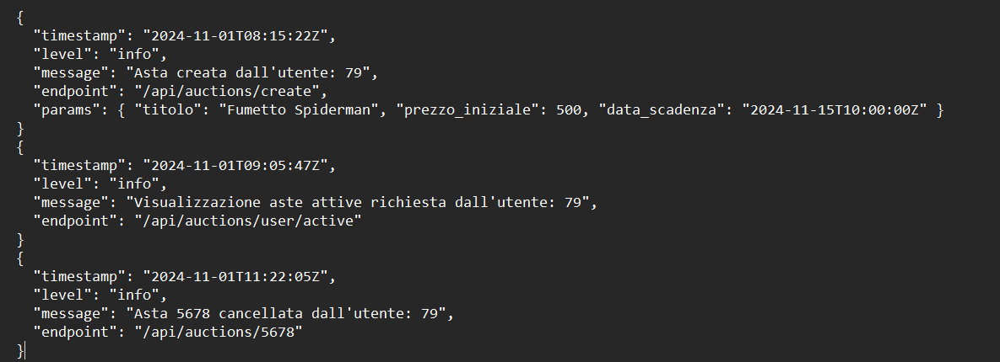 {
  "timestamp": "2024-11-01T08:15:22Z",
  "level": "info",
  "message": "Asta creata dall'utente: 79",
  "endpoint": "/api/auctions/create",
  "params": { "titolo": "Fumetto Spiderman", "prezzo_iniziale": 500, "data_scadenza": "2024-11-15T10:00:00Z" }
}
{
  "timestamp": "2024-11-01T09:05:47Z",
  "level": "info",
  "message": "Visualizzazione aste attive richiesta dall'utente: 79",
  "endpoint": "/api/auctions/user/active"
}
{
  "timestamp": "2024-11-01T11:22:05Z",
  "level": "info",
  "message": "Asta 5678 cancellata dall'utente: 79",
  "endpoint": "/api/auctions/5678"
}